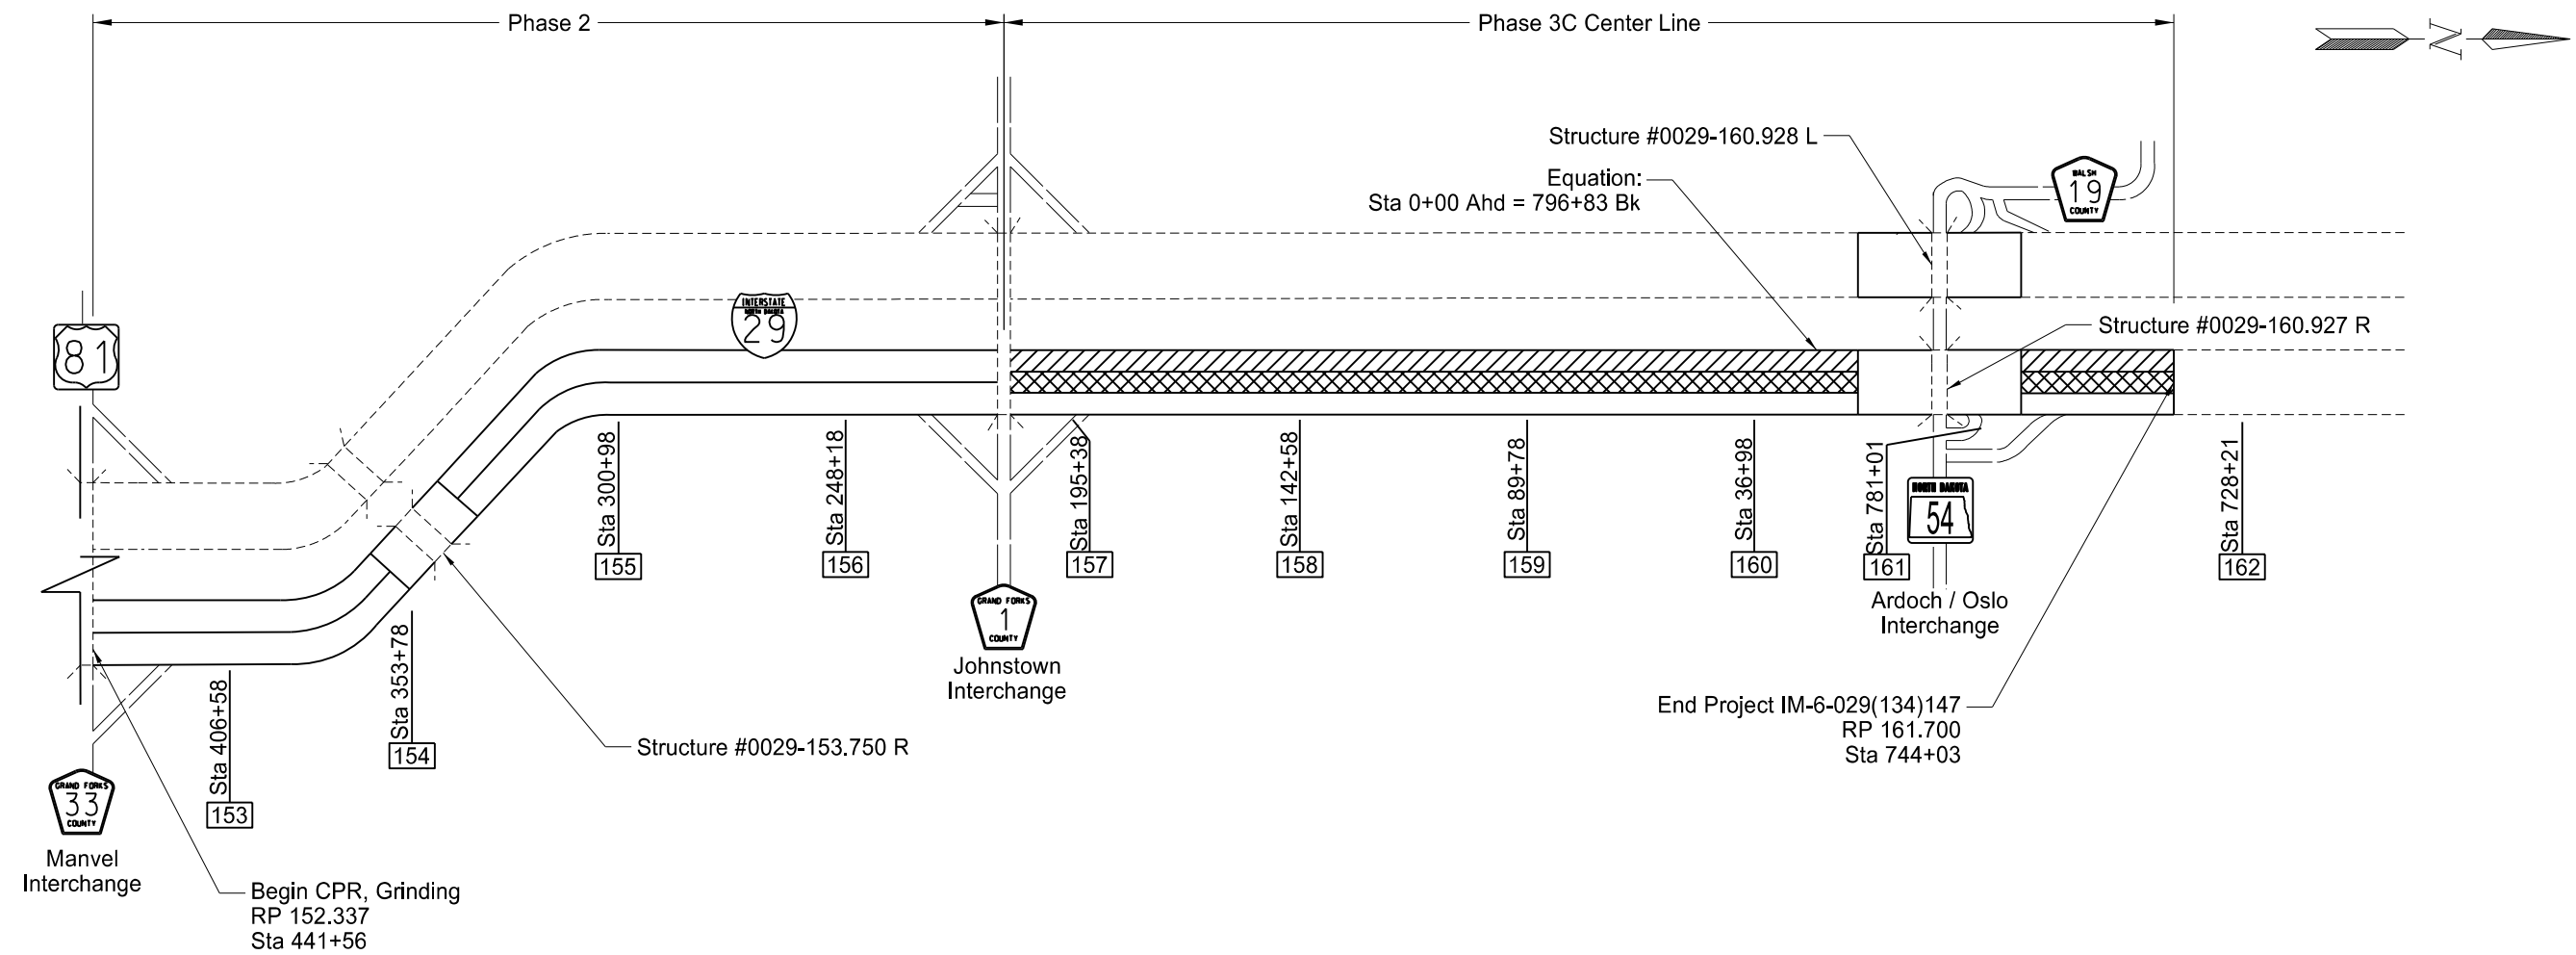 Phase 2
Phase 3C Center Line
N
Structure #0029-160.928 L
Equation:
Sta 0+00 Ahd = 796+83 Bk
WALSH
19
COUNTY
INTERSTATE
NORTH DAKOTA
29
Structure #0029-160.927 R
81
Sta 406+58
153
Sta 353+78
154
Sta 300+98
155
Sta 248+18
156
Sta 195+38
157
Sta 142+58
158
Sta 89+78
159
Sta 36+98
160
Sta 781+01
161
NORTH DAKOTA
54
Sta 728+21
162
Ardoch / Oslo
Interchange
GRAND FORKS
1
COUNTY
Johnstown
Interchange
End Project IM-6-029(134)147
RP 161.700
Sta 744+03
Structure #0029-153.750 R
GRAND FORKS
33
COUNTY
Manvel
Interchange
Begin CPR, Grinding
RP 152.337
Sta 441+56